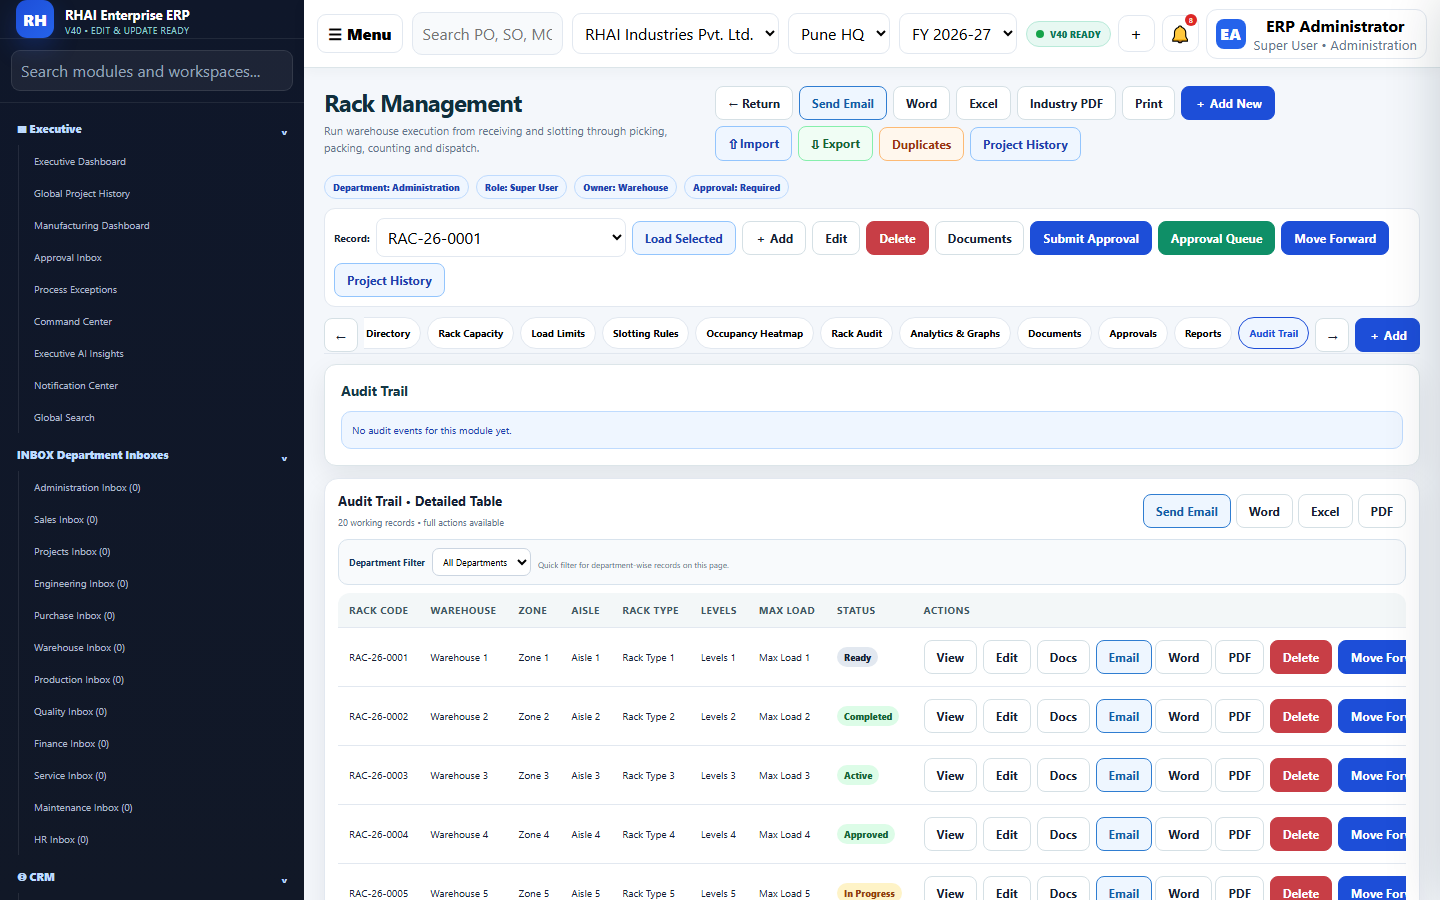 RH
RHAI Enterprise ERP
V40 • EDIT & UPDATE READY
Search modules and workspaces...
Executive
Executive Dashboard
Global Project History
Manufacturing Dashboard
Approval Inbox
Process Exceptions
Command Center
Executive AI Insights
Notification Center
Global Search
INBOX Department Inboxes
Administration Inbox (0)
Sales Inbox (0)
Projects Inbox (0)
Engineering Inbox (0)
Purchase Inbox (0)
Warehouse Inbox (0)
Production Inbox (0)
Quality Inbox (0)
Finance Inbox (0)
Service Inbox (0)
Maintenance Inbox (0)
HR Inbox (0)
CRM
☰ Menu
Search PO, SO, MO
RHAI Industries Pvt. Ltd.
Pune HQ
FY 2026-27
V40 READY
+
8
EA
ERP Administrator
Super User • Administration
Rack Management
Run warehouse execution from receiving and slotting through picking,
packing, counting and dispatch.
← Return
Send Email
Word
Excel
Industry PDF
Print
+ Add New
⇧ Import
⇩ Export
Duplicates
Project History
Department: Administration
Role: Super User
Owner: Warehouse
Approval: Required
Record:
RAC-26-0001
Load Selected
+ Add
Edit
Delete
Documents
Submit Approval
Approval Queue
Move Forward
Project History
←
Directory
Rack Capacity
Load Limits
Slotting Rules
Occupancy Heatmap
Rack Audit
Analytics & Graphs
Documents
Approvals
Reports
Audit Trail
→
+ Add
Audit Trail
No audit events for this module yet.
Audit Trail • Detailed Table
20 working records • full actions available
Send Email
Word
Excel
PDF
Department Filter
All Departments
Quick filter for department-wise records on this page.
RACK CODE WAREHOUSE ZONE AISLE RACK TYPE LEVELS MAX LOAD STATUS ACTIONS
RAC-26-0001 Warehouse 1 Zone 1 Aisle 1 Rack Type 1 Levels 1 Max Load 1 Ready View Edit Docs Email Word PDF Delete Move For
RAC-26-0002 Warehouse 2 Zone 2 Aisle 2 Rack Type 2 Levels 2 Max Load 2 Completed View Edit Docs Email Word PDF Delete Move For
RAC-26-0003 Warehouse 3 Zone 3 Aisle 3 Rack Type 3 Levels 3 Max Load 3 Active View Edit Docs Email Word PDF Delete Move For
RAC-26-0004 Warehouse 4 Zone 4 Aisle 4 Rack Type 4 Levels 4 Max Load 4 Approved View Edit Docs Email Word PDF Delete Move For
RAC-26-0005 Warehouse 5 Zone 5 Aisle 5 Rack Type 5 Levels 5 Max Load 5 In Progress View Edit Docs Email Word PDF Delete Move For